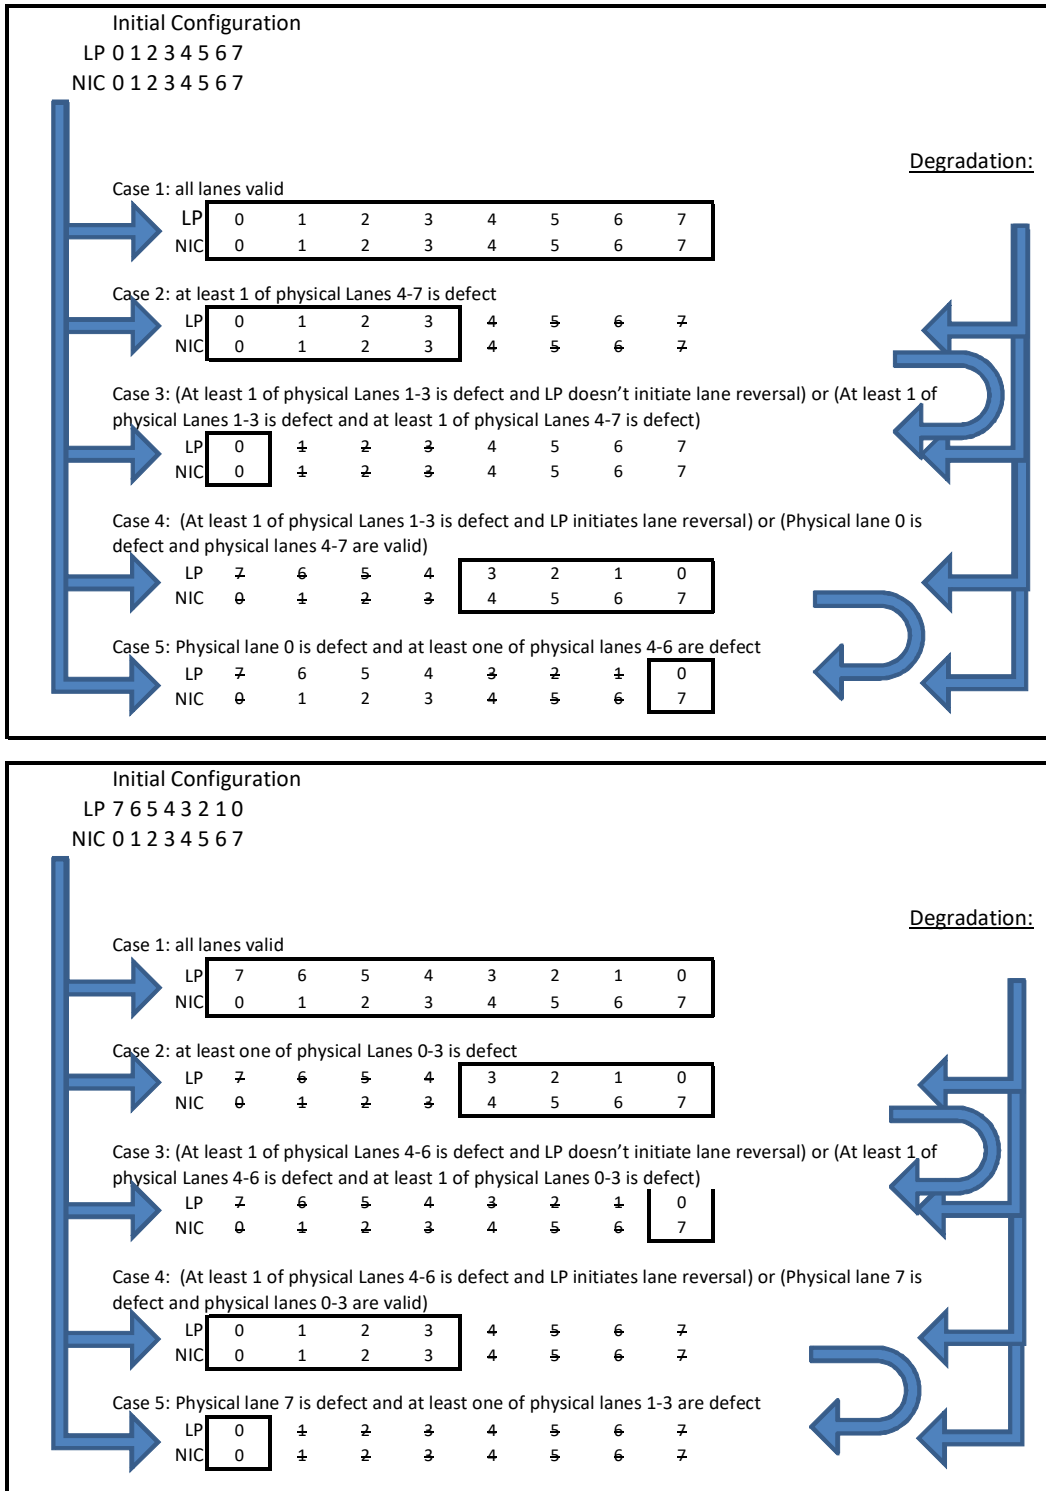 Initial Configuration
LP 0 1 2 3 4 5 6 7
NIC 0 1 2 3 4 5 6 7
Degradation:
Case 1: all lanes valid
LP 0 1 2 3 4 5 6 7
NIC 0 1 2 3 4 5 6 7
Case 2: at least 1 of physical Lanes 4-7 is defect
LP 0 1 2 3 4 5 6 7
NIC 0 1 2 3 4 5 6 7
Case 3: (At least 1 of physical Lanes 1-3 is defect and LP doesn't initiate lane reversal) or (At least 1 of
physical Lanes 1-3 is defect and at least 1 of physical Lanes 4-7 is defect)
LP 0 1 2 3 4 5 6 7
NIC 0 1 2 3 4 5 6 7
Case 4: (At least 1 of physical Lanes 1-3 is defect and LP initiates lane reversal) or (Physical lane 0 is
defect and physical lanes 4-7 are valid)
LP 7 6 5 4 3 2 1 0
NIC 0 1 2 3 4 5 6 7
Case 5: Physical lane 0 is defect and at least one of physical lanes 4-6 are defect
LP 7 6 5 4 3 2 1 0
NIC 0 1 2 3 4 5 6 7
Initial Configuration
LP 7 6 5 4 3 2 1 0
NIC 0 1 2 3 4 5 6 7
Degradation:
Case 1: all lanes valid
LP 7 6 5 4 3 2 1 0
NIC 0 1 2 3 4 5 6 7
Case 2: at least one of physical Lanes 0-3 is defect
LP 7 6 5 4 3 2 1 0
NIC 0 1 2 3 4 5 6 7
Case 3: (At least 1 of physical Lanes 4-6 is defect and LP doesn't initiate lane reversal) or (At least 1 of
physical Lanes 4-6 is defect and at least 1 of physical Lanes 0-3 is defect)
LP 7 6 5 4 3 2 1 0
NIC 0 1 2 3 4 5 6 7
Case 4: (At least 1 of physical Lanes 4-6 is defect and LP initiates lane reversal) or (Physical lane 7 is
defect and physical lanes 0-3 are valid)
LP 0 1 2 3 4 5 6 7
NIC 0 1 2 3 4 5 6 7
Case 5: Physical lane 7 is defect and at least one of physical lanes 1-3 are defect
LP 0 1 2 3 4 5 6 7
NIC 0 1 2 3 4 5 6 7